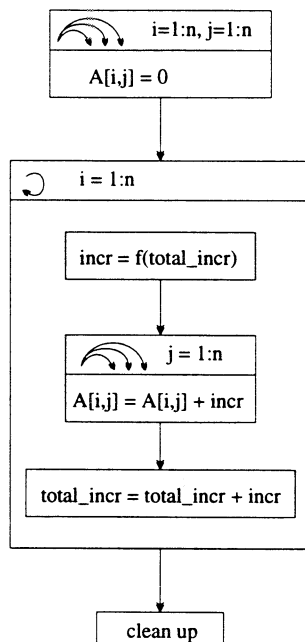 i=1:n, j=1:n
A[i,j] = 0
i = 1:n
incr = f(total_incr)
j = 1:n
A[i,j] = A[i,j] + incr
total_incr = total_incr + incr
clean up